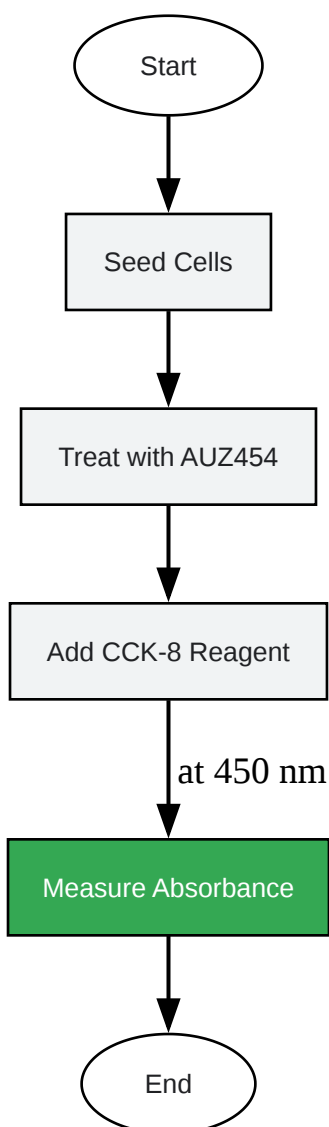 Start
Seed Cells
Treat with AUZ454
Add CCK-8 Reagent
at 450 nm
Measure Absorbance
End